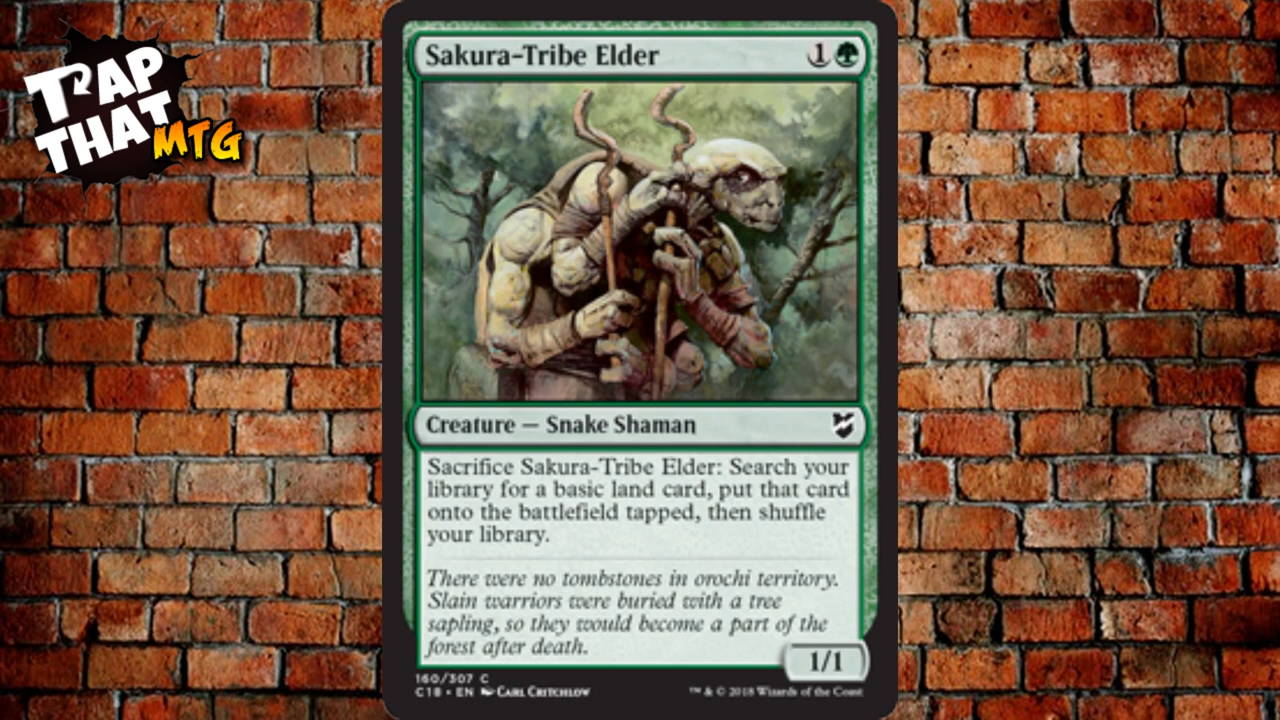 TRAP
THAT
MTG
Sakura-Tribe Elder 1
Creature — Snake Shaman
Sacrifice Sakura-Tribe Elder: Search your
library for a basic land card, put that card
onto the battlefield tapped, then shuffle
your library.
There were no tombstones in orochi territory.
Slain warriors were buried with a tree
sapling, so they would become a part of the
forest after death.
1/1
160/307 C
C18 • EN Carl Critchlow
™ & © 2018 Wizards of the Coast